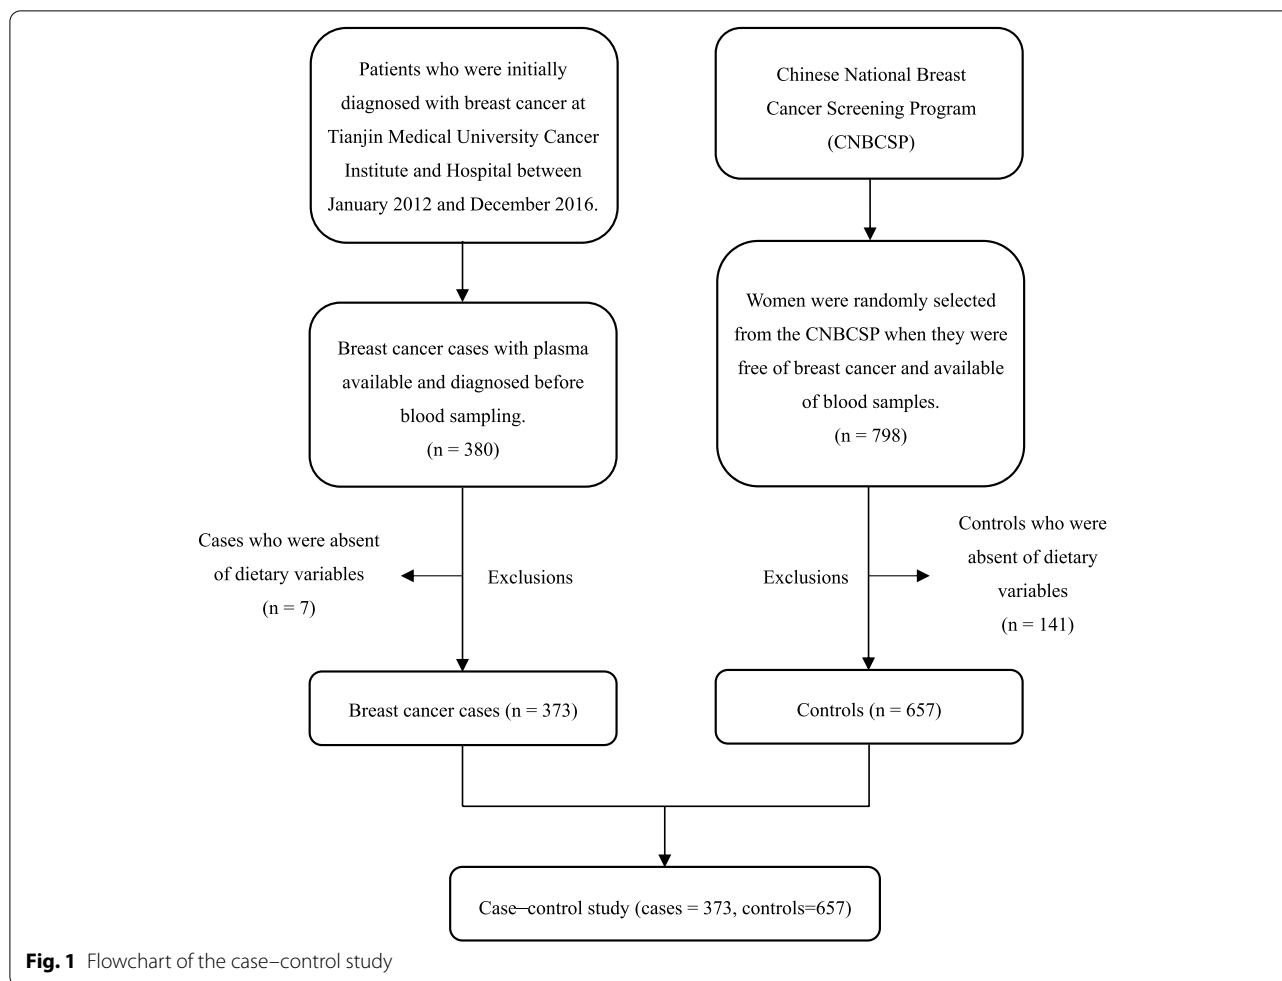 Patients who were initially
diagnosed with breast cancer at
Tianjin Medical University Cancer
Institute and Hospital between
January 2012 and December 2016.
Chinese National Breast
Cancer Screening Program
(CNBCSP)
Breast cancer cases with plasma
available and diagnosed before
blood sampling.
(n = 380)
Women were randomly selected
from the CNBCSP when they were
free of breast cancer and available
of blood samples.
(n = 798)
Cases who were absent
of dietary variables
(n = 7)
Exclusions
Exclusions
Controls who were
absent of dietary
variables
(n = 141)
Breast cancer cases (n = 373)
Controls (n = 657)
Case–control study (cases = 373, controls=657)
Fig. 1 Flowchart of the case–control study